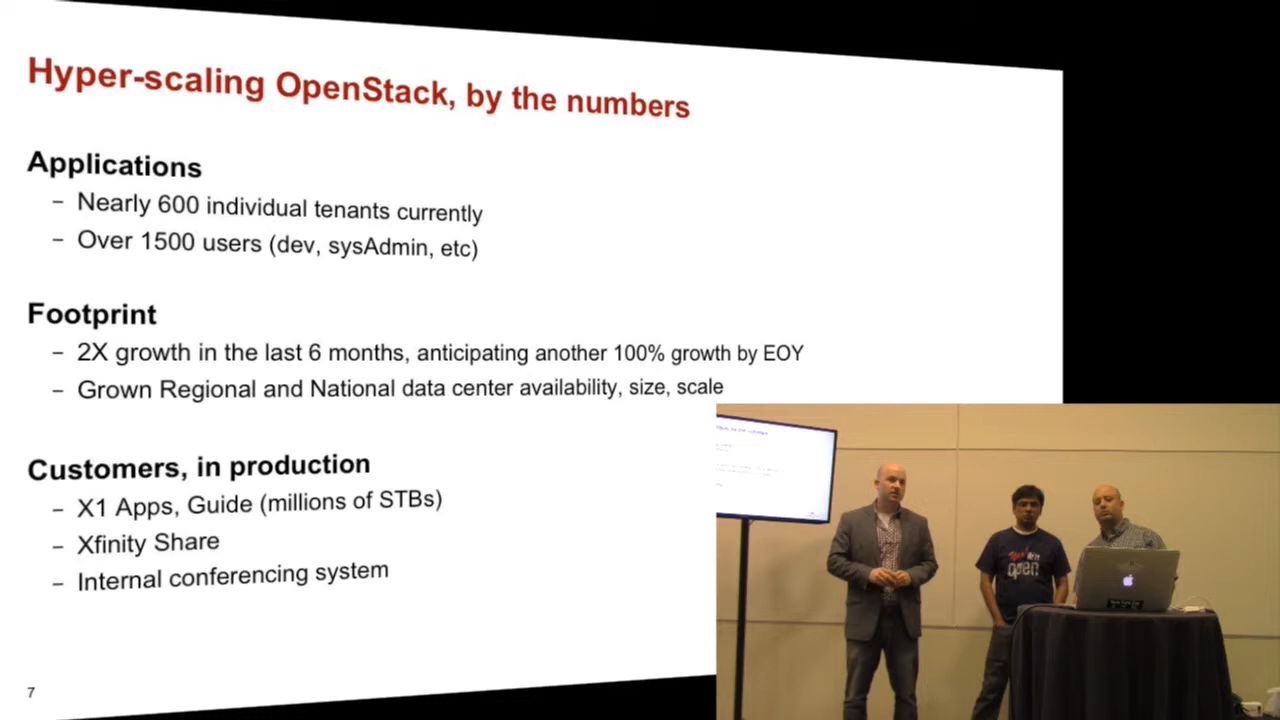 Hyper-scaling OpenStack, by the numbers
Applications
– Nearly 600 individual tenants currently
– Over 1500 users (dev, sysAdmin, etc)
Footprint
– 2X growth in the last 6 months, anticipating another 100% growth by EOY
– Grown Regional and National data center availability, size, scale
Customers, in production
– X1 Apps, Guide (millions of STBs)
– Xfinity Share
– Internal conferencing system
7
open